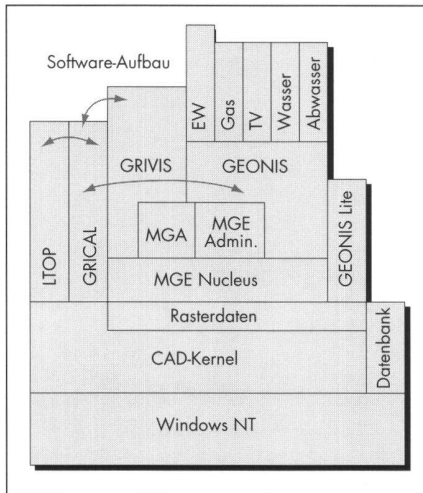 Software-Aufbau
EW
Gas
TV
Wasser
Abwasser
GRIVIS
GEONIS
LTOP
GRICAL
MGA
MGE
Admin.
GEONIS Lite
MGE Nucleus
Rasterdaten
CAD-Kernel
Datenbank
Windows NT